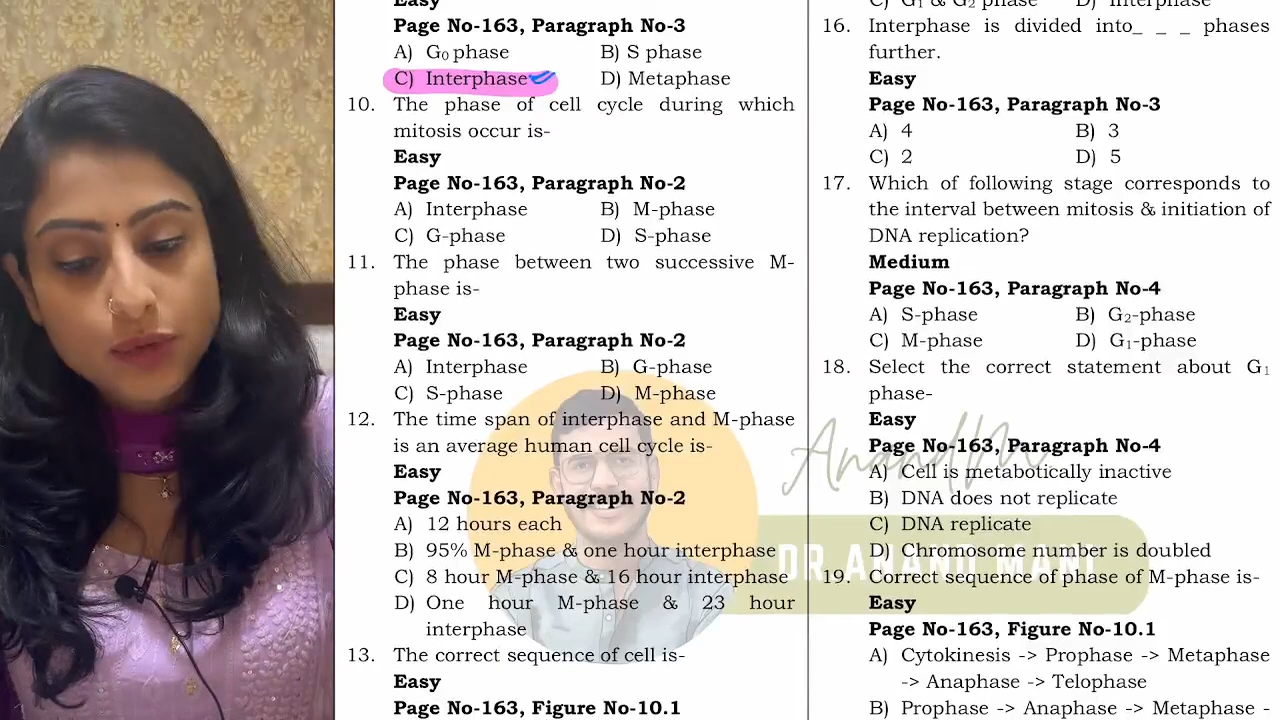 Easy
Page No-163, Paragraph No-3
A) G₀ phase B) S phase
C) Interphase D) Metaphase
10. The phase of cell cycle during which
mitosis occur is-
Easy
Page No-163, Paragraph No-2
A) Interphase B) M-phase
C) G-phase D) S-phase
11. The phase between two successive M-
phase is-
Easy
Page No-163, Paragraph No-2
A) Interphase B) G-phase
C) S-phase D) M-phase
12. The time span of interphase and M-phase
is an average human cell cycle is-
Easy
Page No-163, Paragraph No-2
A) 12 hours each
B) 95% M-phase & one hour interphase
C) 8 hour M-phase & 16 hour interphase
D) One hour M-phase & 23 hour
interphase
13. The correct sequence of cell is-
Easy
Page No-163, Figure No-10.1
C) G₁ & G₂ phase D) Interphase
16. Interphase is divided into_ _ _ phases
further.
Easy
Page No-163, Paragraph No-3
A) 4 B) 3
C) 2 D) 5
17. Which of following stage corresponds to
the interval between mitosis & initiation of
DNA replication?
Medium
Page No-163, Paragraph No-4
A) S-phase B) G₂-phase
C) M-phase D) G₁-phase
18. Select the correct statement about G₁
phase-
Easy
Page No-163, Paragraph No-4
A) Cell is metabotically inactive
B) DNA does not replicate
C) DNA replicate
D) Chromosome number is doubled
19. Correct sequence of phase of M-phase is-
Easy
Page No-163, Figure No-10.1
A) Cytokinesis -> Prophase -> Metaphase
-> Anaphase -> Telophase
B) Prophase -> Anaphase -> Metaphase -
Anand M
DR ANAND MANI